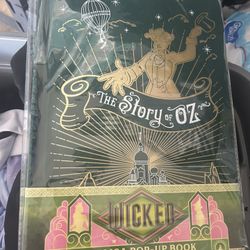 THE STORY OF OZ
WICKED
A POP-UP BOOK